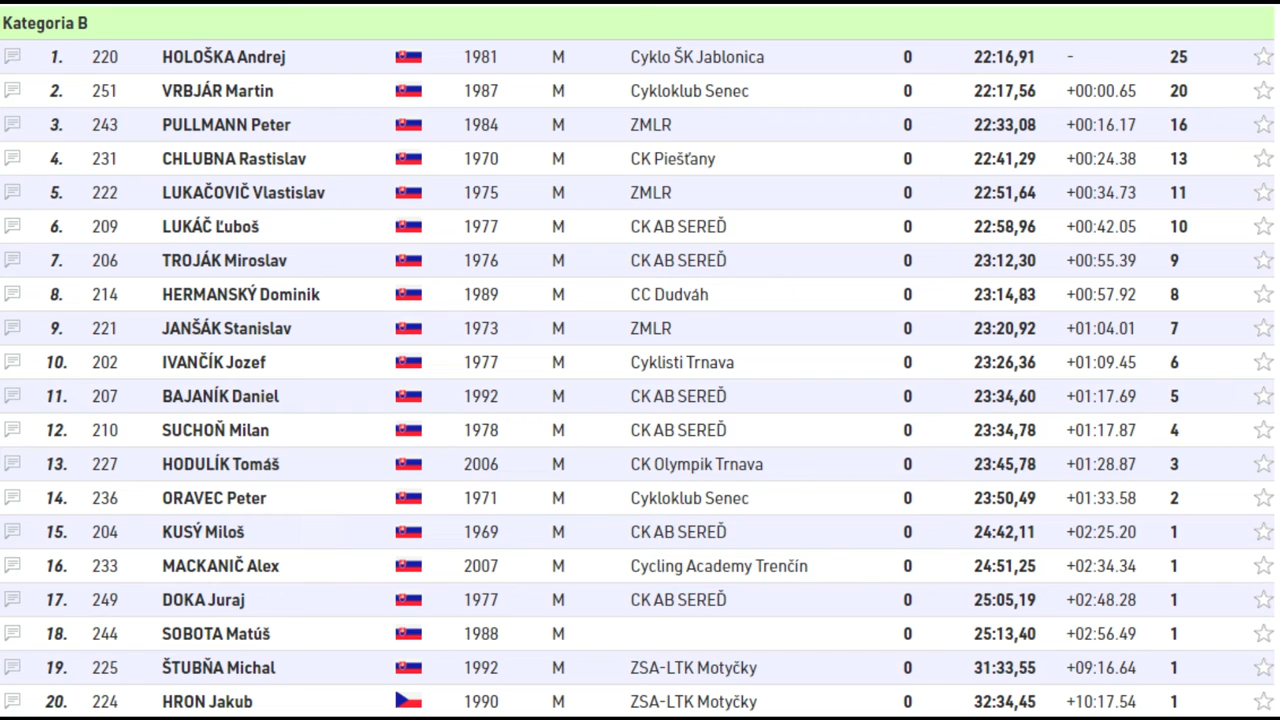 Kategoria B
1. 220 HOLOŠKA Andrej 1981 M Cyklo ŠK Jablonica 0 22:16,91 - 25
2. 251 VRBJÁR Martin 1987 M Cykloklub Senec 0 22:17,56 +00:00.65 20
3. 243 PULLMANN Peter 1984 M ZMLR 0 22:33,08 +00:16.17 16
4. 231 CHLUBNA Rastislav 1970 M CK Piešťany 0 22:41,29 +00:24.38 13
5. 222 LUKAČOVIČ Vlastislav 1975 M ZMLR 0 22:51,64 +00:34.73 11
6. 209 LUKÁČ Ľuboš 1977 M CK AB SEREĎ 0 22:58,96 +00:42.05 10
7. 206 TROJÁK Miroslav 1976 M CK AB SEREĎ 0 23:12,30 +00:55.39 9
8. 214 HERMANSKÝ Dominik 1989 M CC Dudváh 0 23:14,83 +00:57.92 8
9. 221 JANŠÁK Stanislav 1973 M ZMLR 0 23:20,92 +01:04.01 7
10. 202 IVANČÍK Jozef 1977 M Cyklisti Trnava 0 23:26,36 +01:09.45 6
11. 207 BAJANÍK Daniel 1992 M CK AB SEREĎ 0 23:34,60 +01:17.69 5
12. 210 SUCHOŇ Milan 1978 M CK AB SEREĎ 0 23:34,78 +01:17.87 4
13. 227 HODULÍK Tomáš 2006 M CK Olympik Trnava 0 23:45,78 +01:28.87 3
14. 236 ORAVEC Peter 1971 M Cykloklub Senec 0 23:50,49 +01:33.58 2
15. 204 KUSÝ Miloš 1969 M CK AB SEREĎ 0 24:42,11 +02:25.20 1
16. 233 MACKANIČ Alex 2007 M Cycling Academy Trenčín 0 24:51,25 +02:34.34 1
17. 249 DOKA Juraj 1977 M CK AB SEREĎ 0 25:05,19 +02:48.28 1
18. 244 SOBOTA Matúš 1988 M 0 25:13,40 +02:56.49 1
19. 225 ŠTUBŇA Michal 1992 M ZSA-LTK Motyčky 0 31:33,55 +09:16.64 1
20. 224 HRON Jakub 1990 M ZSA-LTK Motyčky 0 32:34,45 +10:17.54 1